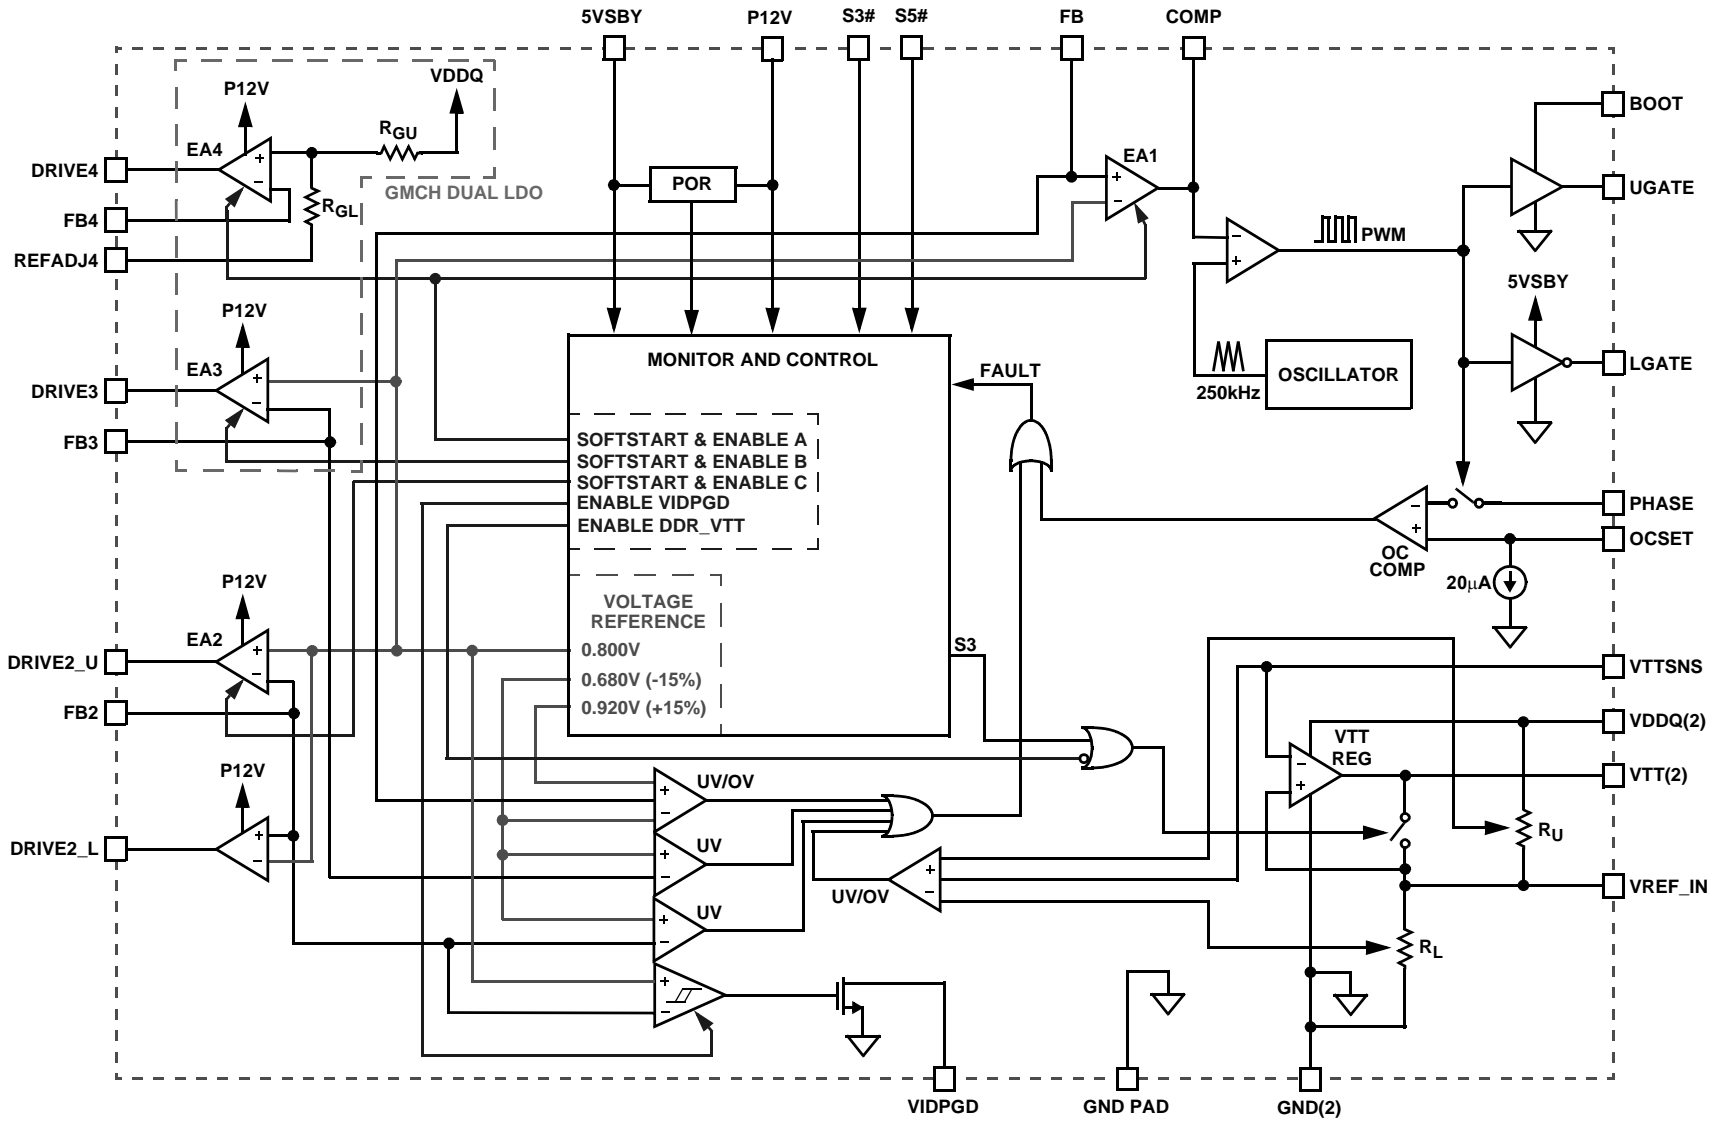 5VSBY
P12V
S3#
S5#
FB
COMP
P12V
VDDQ
BOOT
RGU
EA4
+
−
DRIVE4
GMCH DUAL LDO
RGL
FB4
REFADJ4
POR
EA1
+
−
UGATE
−
+
PWM
5VSBY
P12V
EA3
+
−
DRIVE3
FB3
MONITOR AND CONTROL
FAULT
250kHz
OSCILLATOR
LGATE
SOFTSTART & ENABLE A
SOFTSTART & ENABLE B
SOFTSTART & ENABLE C
ENABLE VIDPGD
ENABLE DDR_VTT
−
+
OC
COMP
PHASE
OCSET
20μA
P12V
EA2
+
−
DRIVE2_U
FB2
VOLTAGE
REFERENCE
0.800V
0.680V (-15%)
0.920V (+15%)
S3
VTTSNS
VDDQ(2)
VTT
REG
−
+
VTT(2)
P12V
+
−
DRIVE2_L
+
−
UV/OV
+
−
UV
+
−
UV
+
−
UV/OV
+
−
RU
VREF_IN
RL
VIDPGD
GND PAD
GND(2)